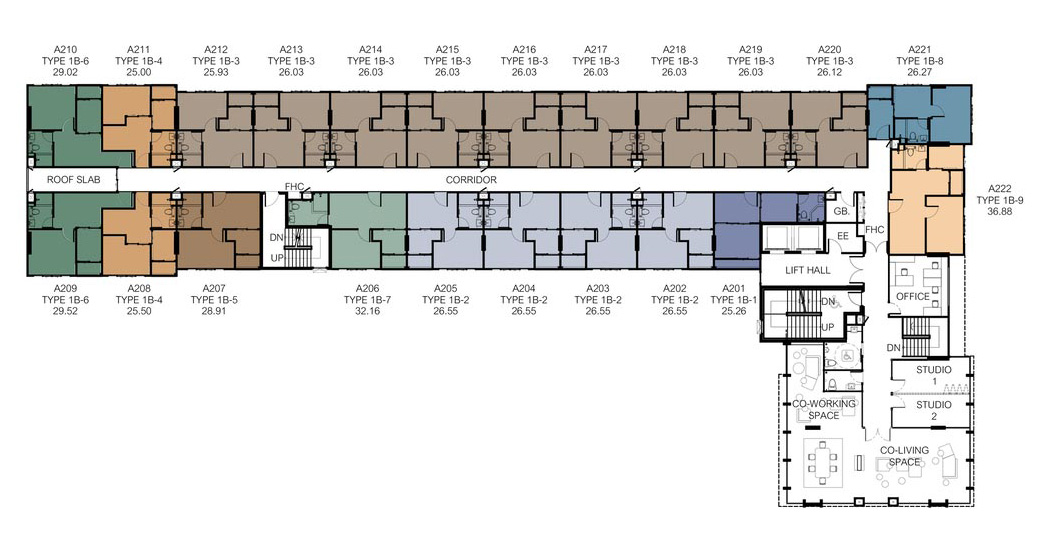 A210
TYPE 1B-6
29.02
A211
TYPE 1B-4
25.00
A212
TYPE 1B-3
25.93
A213
TYPE 1B-3
26.03
A214
TYPE 1B-3
26.03
A215
TYPE 1B-3
26.03
A216
TYPE 1B-3
26.03
A217
TYPE 1B-3
26.03
A218
TYPE 1B-3
26.03
A219
TYPE 1B-3
26.03
A220
TYPE 1B-3
26.12
A221
TYPE 1B-8
26.27
ROOF SLAB
FHC
CORRIDOR
A222
TYPE 1B-9
36.88
GB.
FHC
EE
DN
UP
LIFT HALL
A209
TYPE 1B-6
29.52
A208
TYPE 1B-4
25.50
A207
TYPE 1B-5
28.91
A206
TYPE 1B-7
32.16
A205
TYPE 1B-2
26.55
A204
TYPE 1B-2
26.55
A203
TYPE 1B-2
26.55
A202
TYPE 1B-2
26.55
A201
TYPE 1B-1
25.26
OFFICE
DN
UP
DN
STUDIO
1
STUDIO
2
CO-WORKING
SPACE
CO-LIVING
SPACE